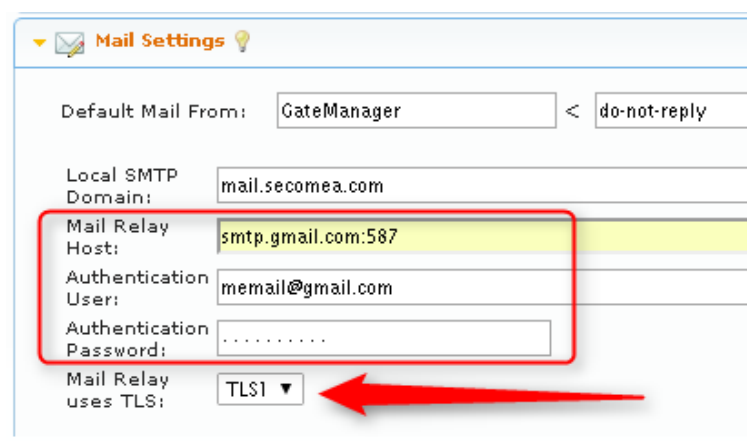 Mail Settings
Default Mail From: GateManager < do-not-reply
Local SMTP
Domain: mail.secomea.com
Mail Relay
Host: smtp.gmail.com:587
Authentication
User: memail@gmail.com
Authentication
Password: ..........
Mail Relay
uses TLS: TLS1